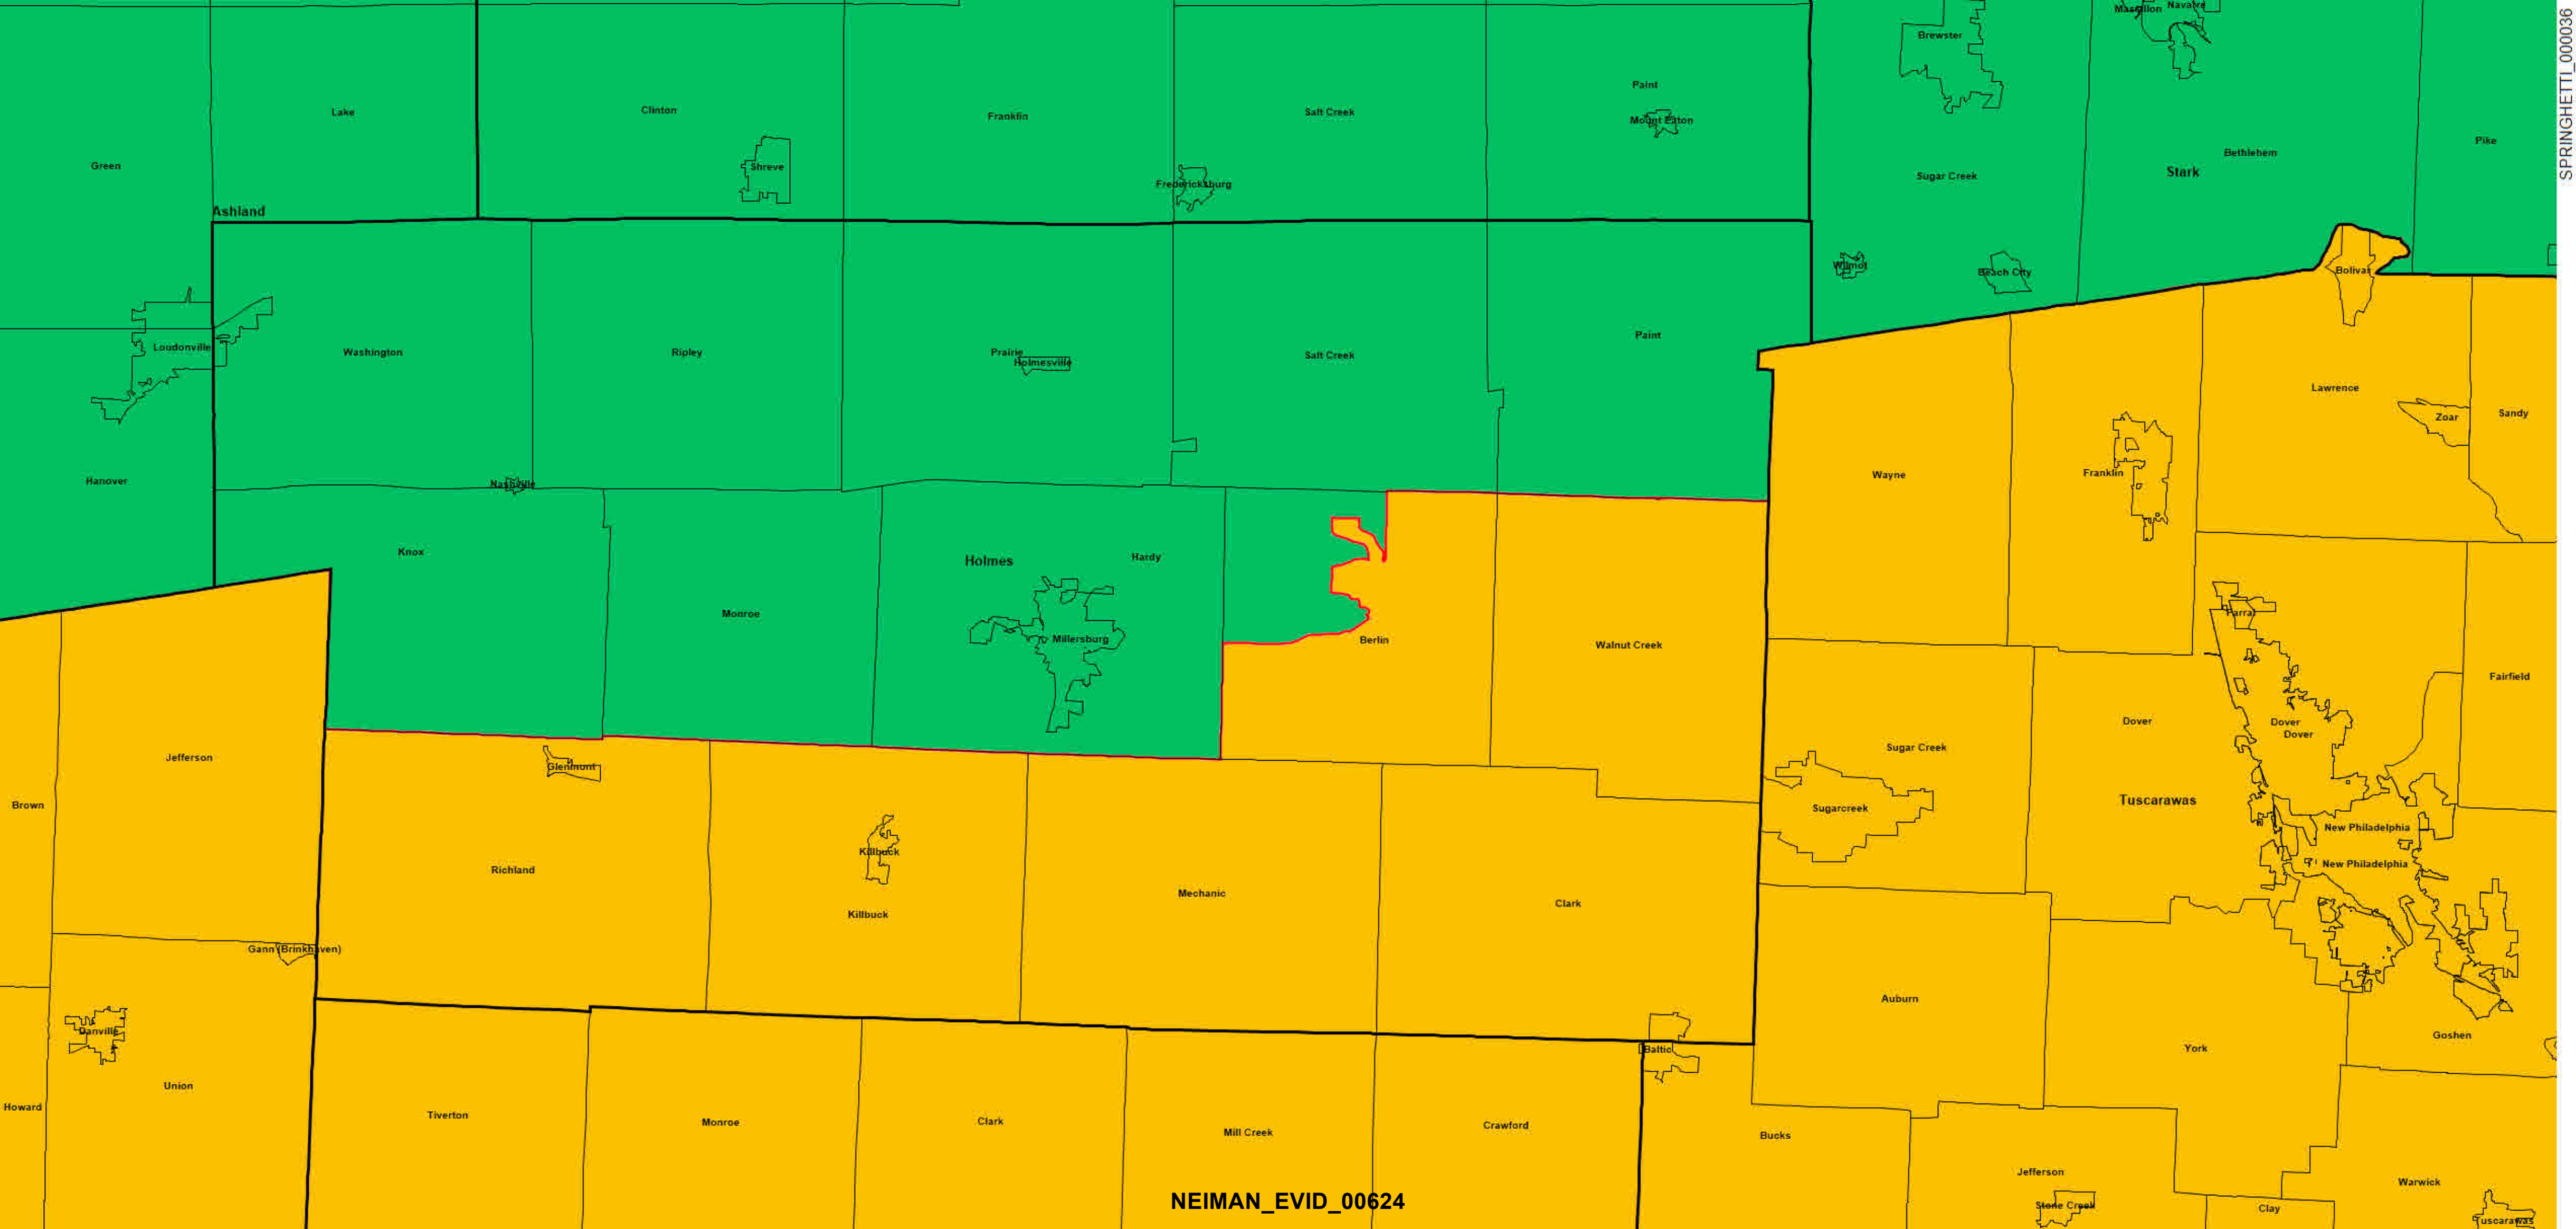 Massillon
Navarre
Brewster
Paint
Lake
Clinton
Franklin
Salt Creek
Mount Eaton
Pike
Bethlehem
Green
Shreve
Stark
Sugar Creek
Fredericksburg
Ashland
SPRINGHETTI_000036
Wilmot
Beach City
Bolivar
Loudonville
Washington
Ripley
Prairie
Holmesville
Salt Creek
Paint
Lawrence
Zoar
Sandy
Hanover
Nashville
Wayne
Franklin
Knox
Holmes
Hardy
Monroe
Millersburg
Berlin
Walnut Creek
Parral
Fairfield
Jefferson
Glenmont
Sugar Creek
Dover
Dover
Dover
Brown
Sugarcreek
Tuscarawas
New Philadelphia
New Philadelphia
Richland
Killbuck
Killbuck
Mechanic
Clark
Gann (Brinkhaven)
Auburn
Danville
Goshen
Baltic
York
Union
Howard
Tiverton
Monroe
Clark
Mill Creek
Crawford
Bucks
Jefferson
Warwick
Stone Creek
Clay
Tuscarawas
NEIMAN_EVID_00624